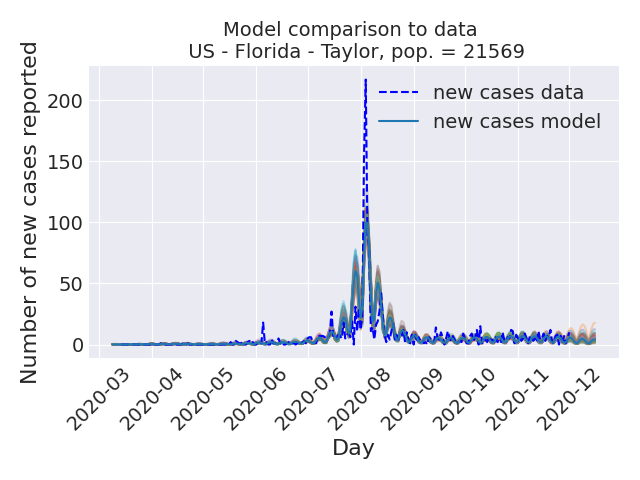 Model comparison to data
US - Florida - Taylor, pop. = 21569
Number of new cases reported
200
150
100
50
0
new cases data
new cases model
2020-03
2020-04
2020-05
2020-06
2020-07
2020-08
2020-09
2020-10
2020-11
2020-12
Day